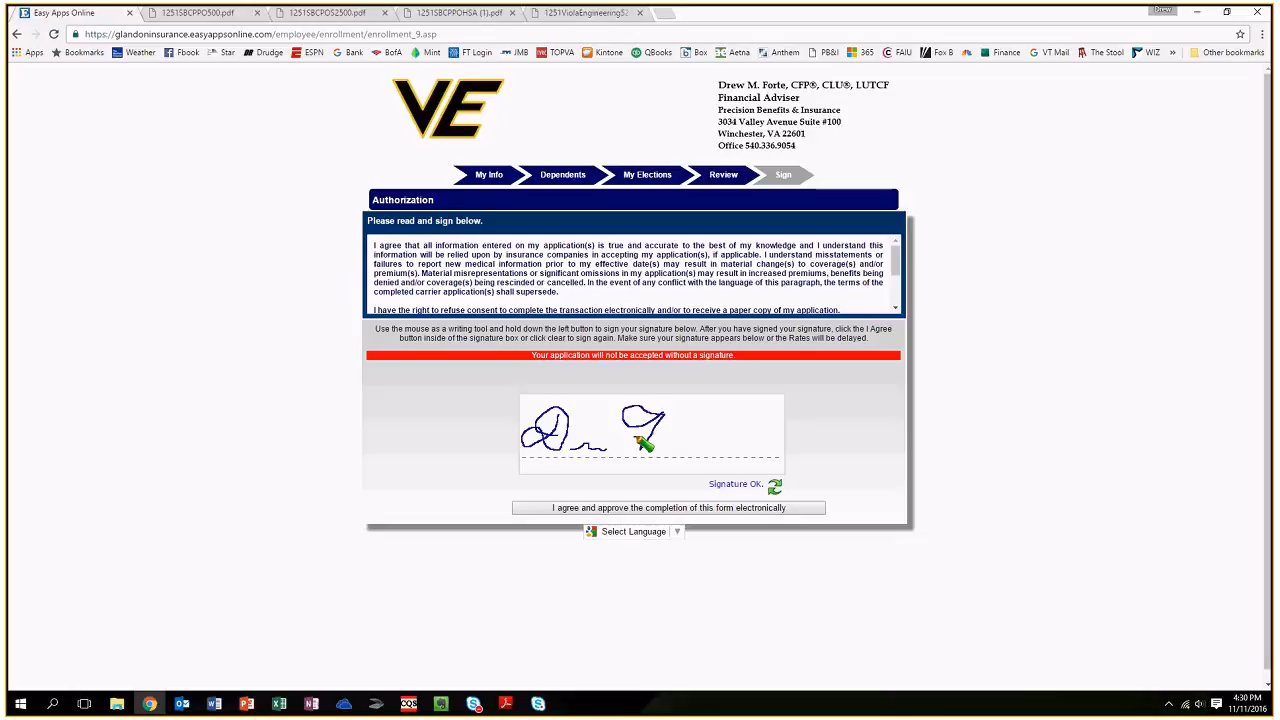 Easy Apps Online
1251SBCPPO500.pdf
1251SBCPOS2500.pdf
1251SBCPPOHSA (1).pdf
1251ViolaEngineering52
Drew
https://glandoninsurance.easyappsonline.com/employee/enrollment/enrollment_9.asp
Apps Bookmarks Weather Fbook Star Drudge ESPN Bank BofA Mint FT Login JMB TOPVA Kintone QBooks Box Aetna PB&I Anthem 365 FAIU Fox B Finance VT Mail The Stool WIZ » Other bookmarks
VE
Drew M. Forte, CFP®, CLU®, LUTCF
Financial Adviser
Precision Benefits & Insurance
3034 Valley Avenue Suite #100
Winchester, VA 22601
Office 540.336.9054
My Info Dependents My Elections Review Sign
Authorization
Please read and sign below.
I agree that all information entered on my application(s) is true and accurate to the best of my knowledge and I understand this
information will be relied upon by insurance companies in accepting my application(s), if applicable. I understand misstatements or
failures to report new medical information prior to my effective date(s) may result in material change(s) to coverage(s) and/or
premium(s). Material misrepresentations or significant omissions in my application(s) may result in increased premiums, benefits being
denied and/or coverage(s) being rescinded or cancelled. In the event of any conflict with the language of this paragraph, the terms of the
completed carrier application(s) shall supersede.
I have the right to refuse consent to complete the transaction electronically and/or to receive a paper copy of my application.
Use the mouse as a writing tool and hold down the left button to sign your signature below. After you have signed your signature, click the I Agree
button inside of the signature box or click clear to sign again. Make sure your signature appears below or the Rates will be delayed.
Your application will not be accepted without a signature.
Signature OK.
I agree and approve the completion of this form electronically
Select Language
CQS
4:30 PM
11/11/2016